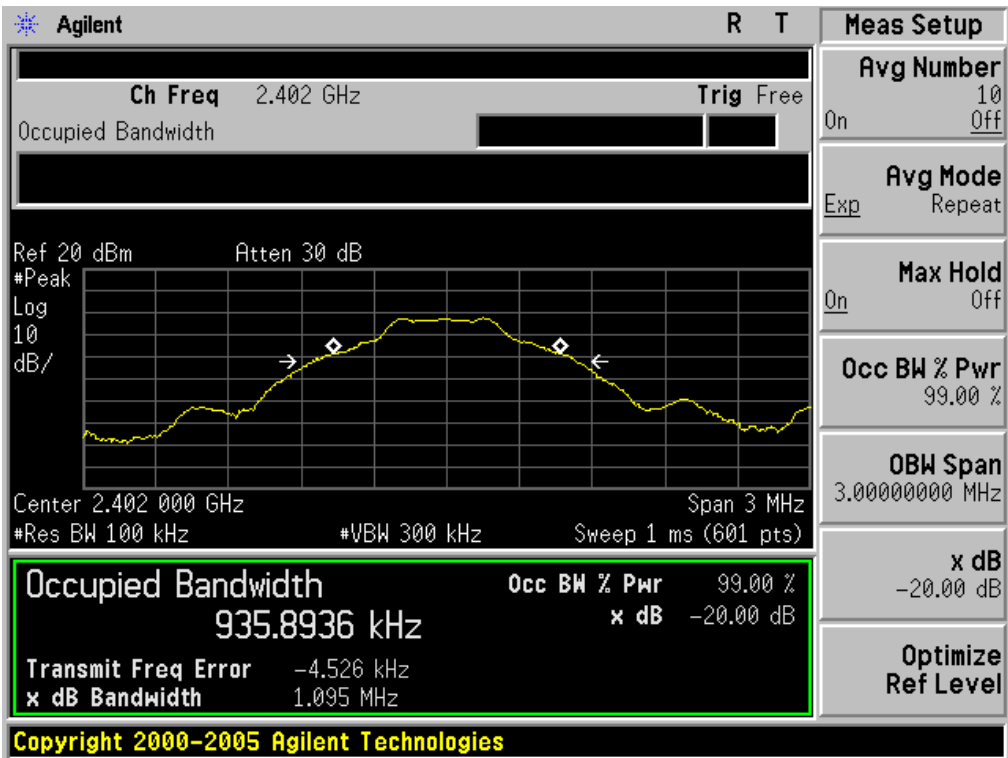 Agilent R T
Ch Freq 2.402 GHz Trig Free
Occupied Bandwidth
Ref 20 dBm Atten 30 dB
#Peak
Log
10
dB/
Center 2.402 000 GHz Span 3 MHz
#Res BW 100 kHz #VBW 300 kHz Sweep 1 ms (601 pts)
Occupied Bandwidth Occ BW % Pwr 99.00 %
935.8936 kHz x dB -20.00 dB
Transmit Freq Error -4.526 kHz
x dB Bandwidth 1.095 MHz
Copyright 2000-2005 Agilent Technologies
Meas Setup
Avg Number
10
On Off
Avg Mode
Exp Repeat
Max Hold
On Off
Occ BW % Pwr
99.00 %
OBW Span
3.00000000 MHz
x dB
-20.00 dB
Optimize
Ref Level